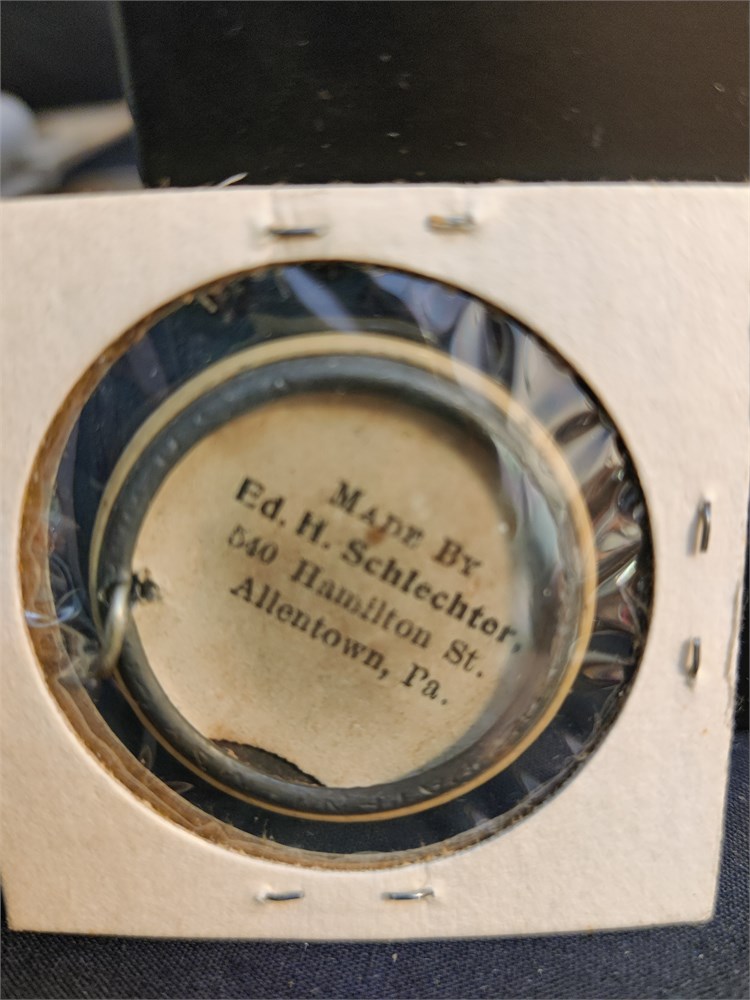 MADE BY
Ed. H. Schlechter,
540 Hamilton St.
Allentown, Pa.